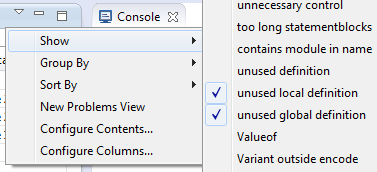 Console
Show
Group By
Sort By
New Problems View
Configure Contents...
Configure Columns...
unnecessary control
too long statementblocks
contains module in name
unused definition
unused local definition
unused global definition
Valueof
Variant outside encode